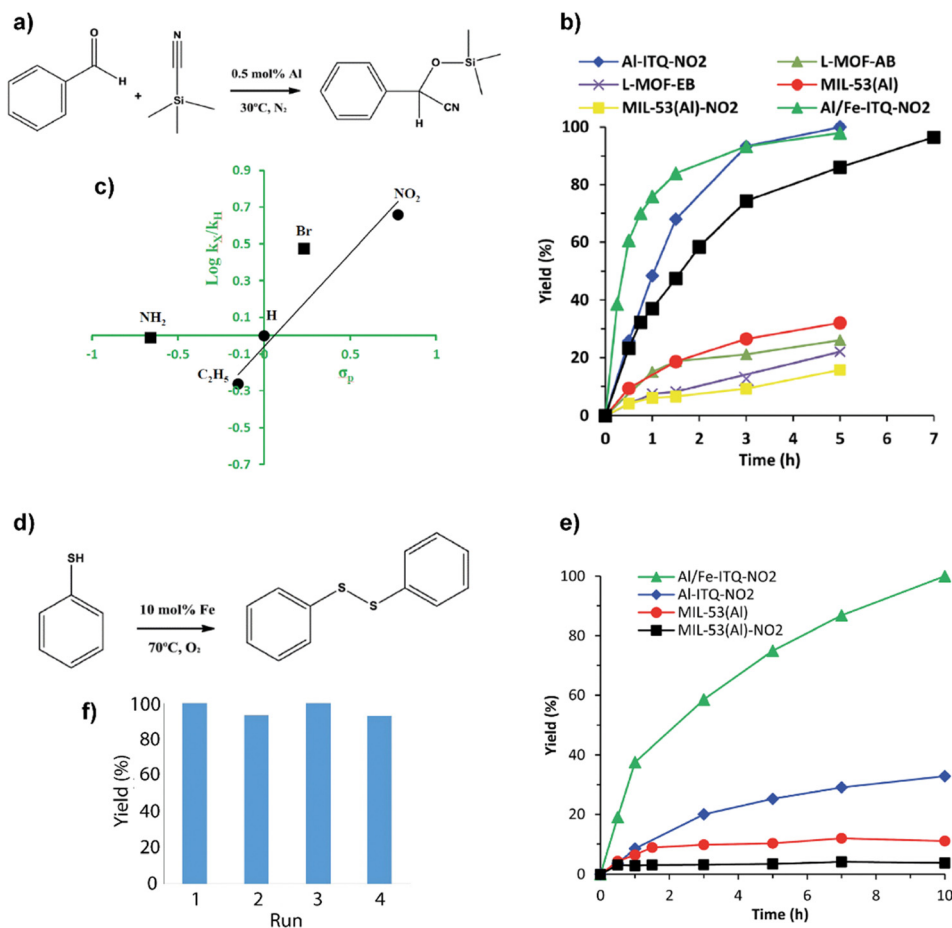 a)
O
H
+
N
Si
0.5 mol% Al
30ºC, N₂
O
Si
CN
H
b)
Al-ITQ-NO2
L-MOF-AB
L-MOF-EB
MIL-53(Al)
MIL-53(Al)-NO2
Al/Fe-ITQ-NO2
100
80
60
40
20
0
Yield (%)
0 1 2 3 4 5 6 7
Time (h)
c)
Log kX/kH
0.9
0.7
0.5
0.3
0.1
-0.1
-0.3
-0.5
-0.7
-1 -0.5 0 0.5 1
σp
NO₂
Br
H
NH₂
C₂H₅
d)
SH
10 mol% Fe
70ºC, O₂
S
S
e)
Al/Fe-ITQ-NO2
Al-ITQ-NO2
MIL-53(Al)
MIL-53(Al)-NO2
100
80
60
40
20
0
Yield (%)
0 2 4 6 8 10
Time (h)
f)
100
80
60
40
20
0
Yield (%)
1 2 3 4
Run